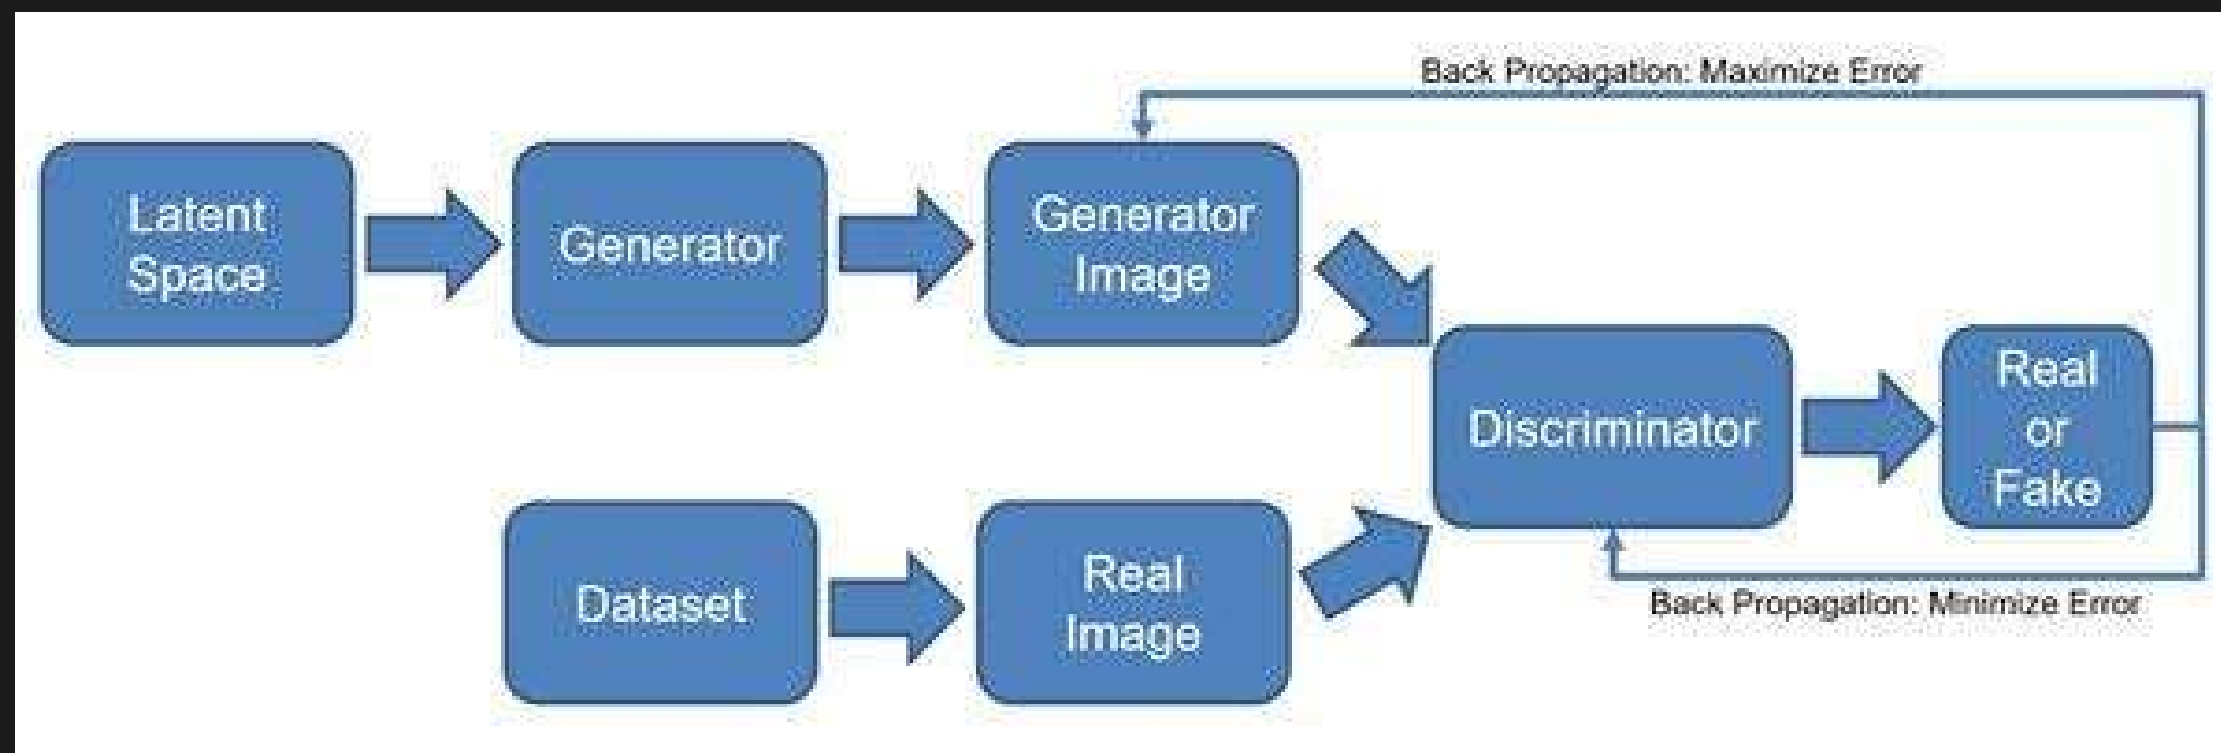 Back Propagation: Maximize Error
Latent
Space
Generator
Generator
Image
Discriminator
Real
or
Fake
Dataset
Real
Image
Back Propagation: Minimize Error